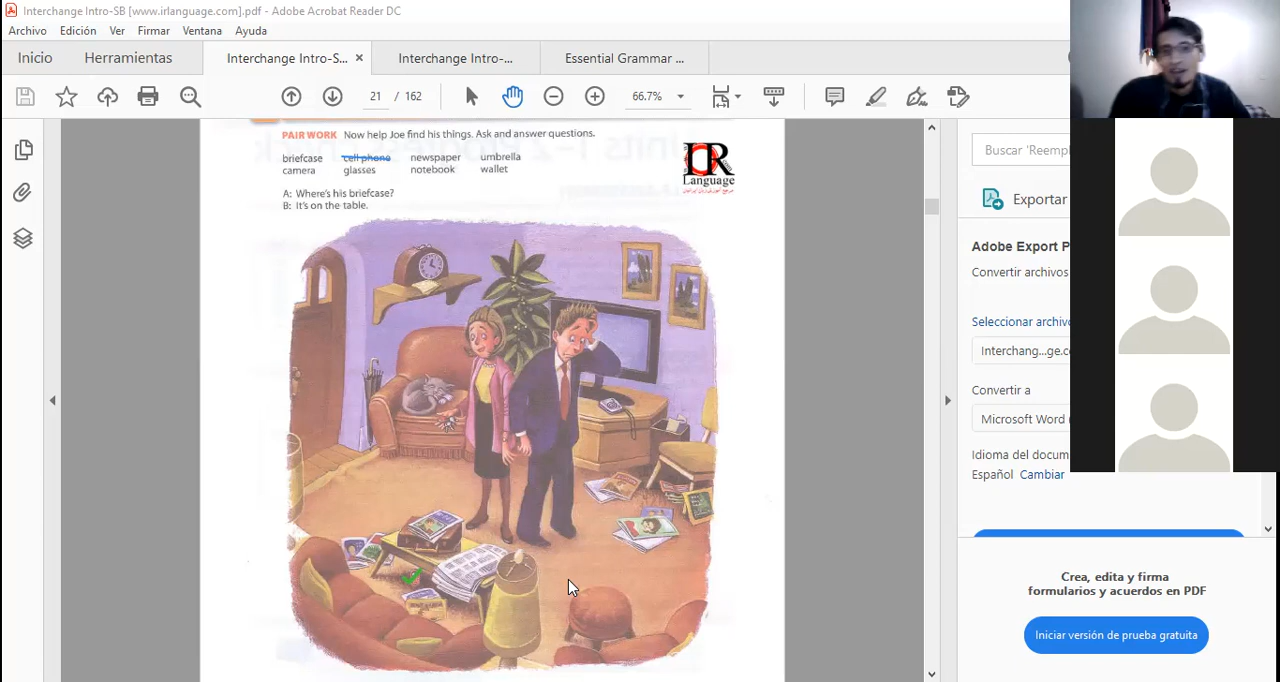 Interchange Intro-SB [www.irlanguage.com].pdf - Adobe Acrobat Reader DC
Archivo Edición Ver Firmar Ventana Ayuda
Inicio Herramientas Interchange Intro-S... × Interchange Intro-... Essential Grammar ...
21 / 162 66.7%
PAIR WORK Now help Joe find his things. Ask and answer questions.
briefcase cell phone newspaper umbrella
camera glasses notebook wallet
A: Where's his briefcase?
B: It's on the table.
Language
Buscar 'Reempl
Exportar
Adobe Export P
Convertir archivos
Seleccionar archivo
Interchang...ge.co
Convertir a
Microsoft Word
Idioma del docum
Español Cambiar
Crea, edita y firma
formularios y acuerdos en PDF
Iniciar versión de prueba gratuita